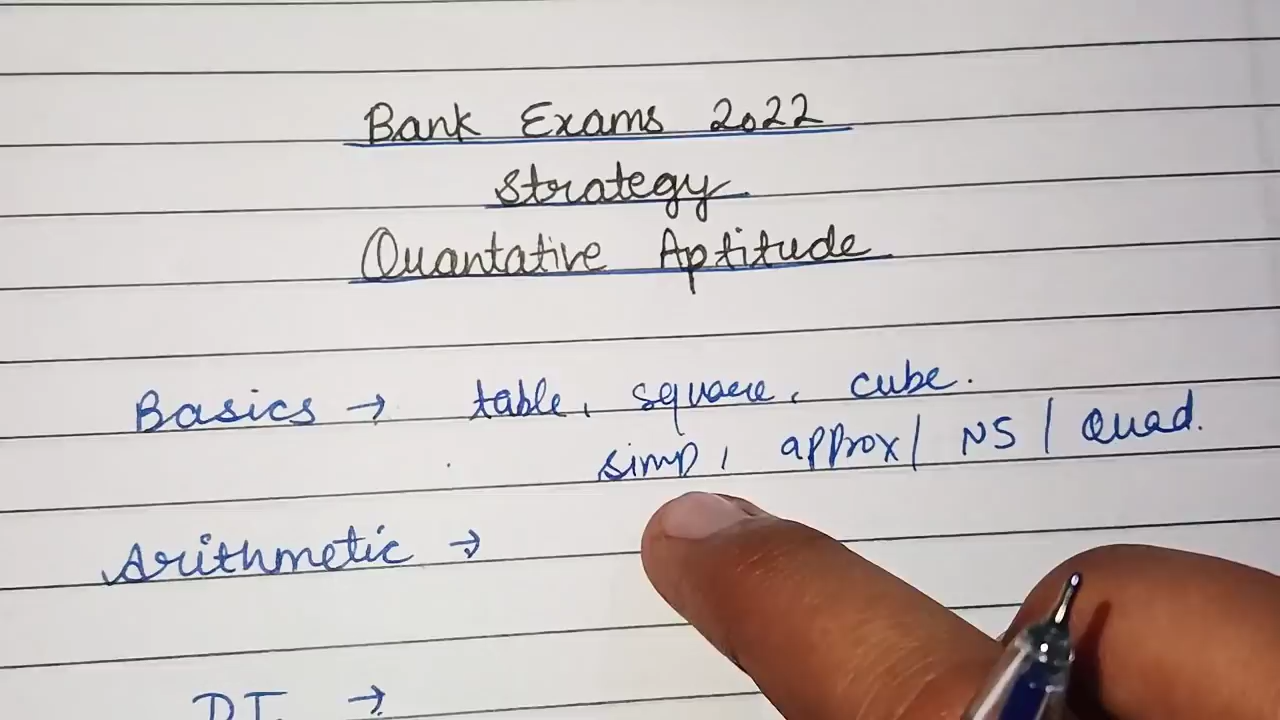 Bank Exams 2022
Strategy
Quantative Aptitude
Basics → table, square, cube.
simp, approx / NS / Quad.
Arithmetic →
DI →